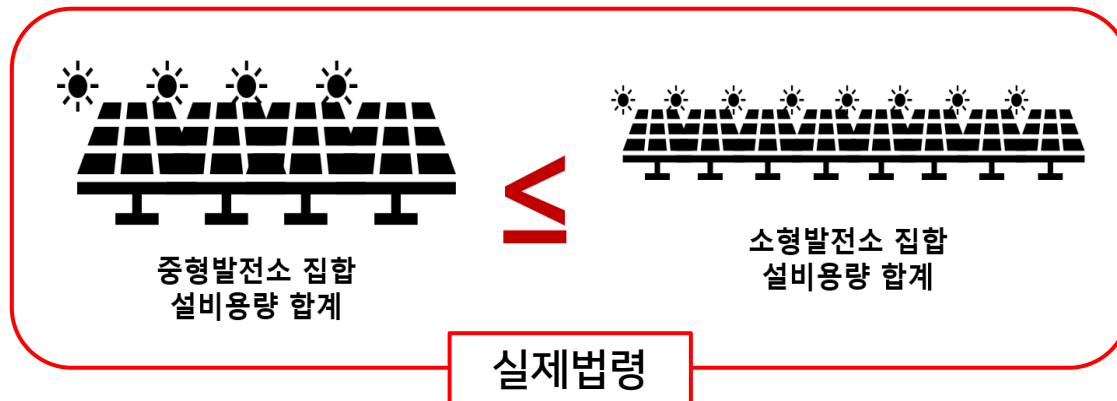 중형발전소 집합
설비용량 합계
≤
소형발전소 집합
설비용량 합계
실제법령